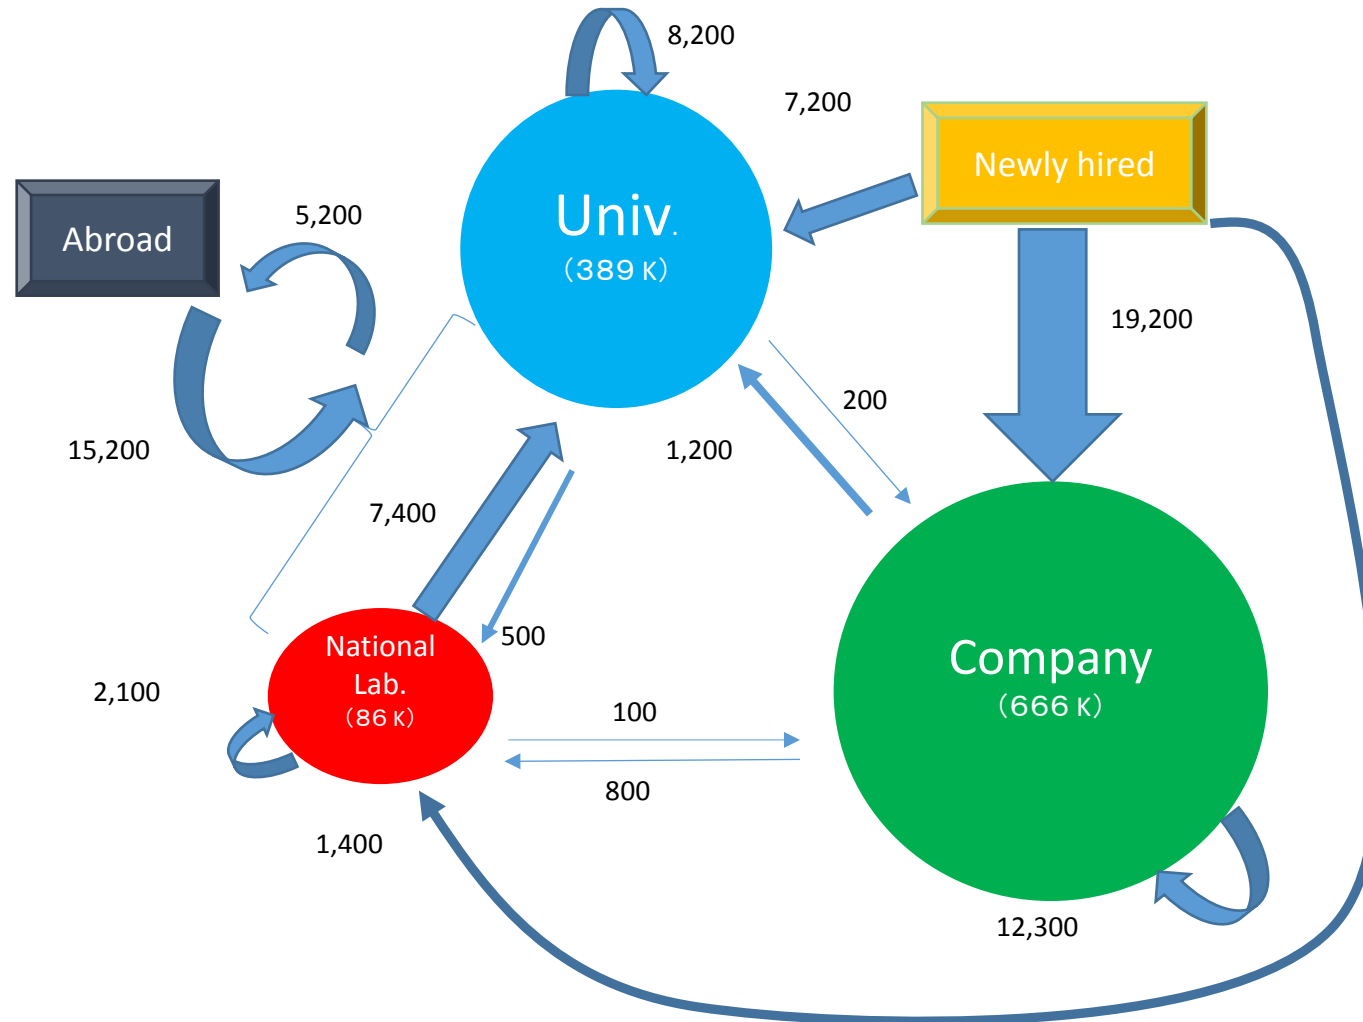 8,200
7,200
Newly hired
Univ.
（389 K）
5,200
Abroad
19,200
200
1,200
15,200
7,400
500
National
Lab.
（86 K）
2,100
Company
（666 K）
100
800
1,400
12,300